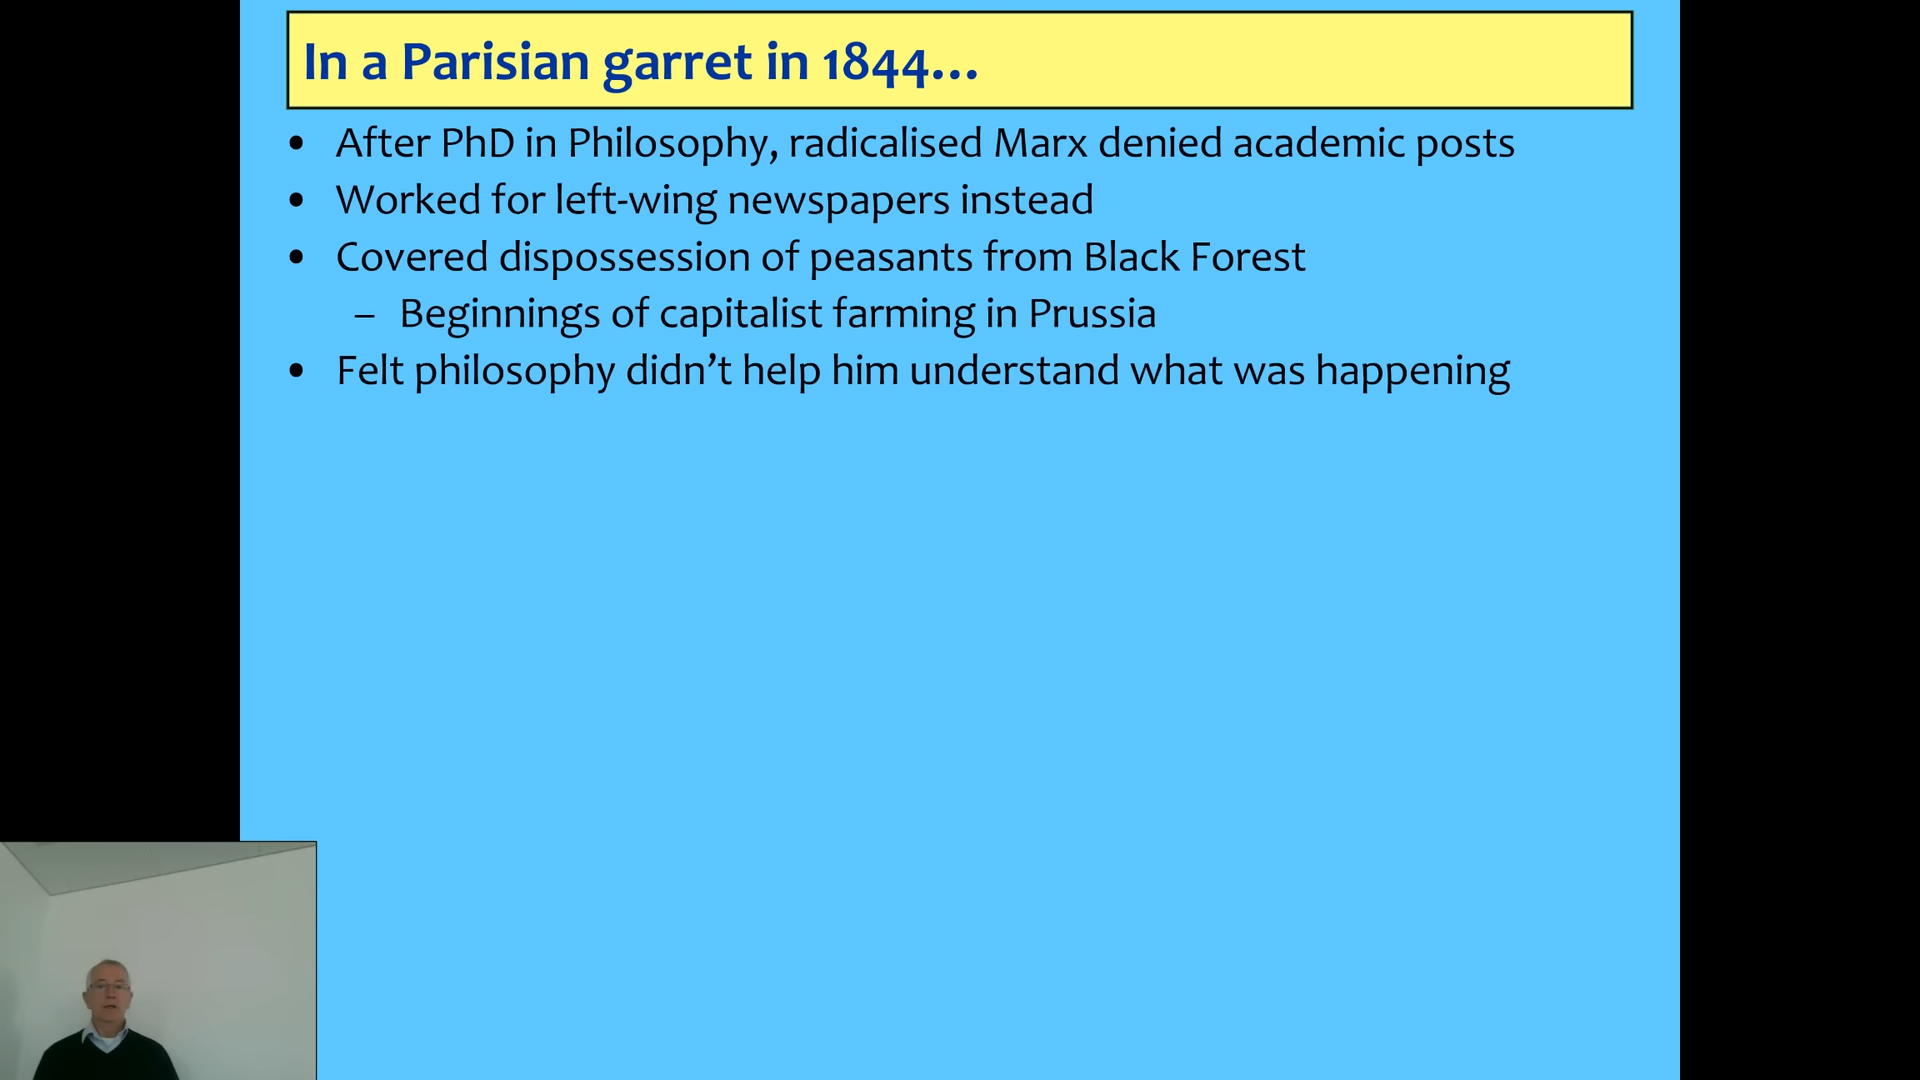 In a Parisian garret in 1844…
• After PhD in Philosophy, radicalised Marx denied academic posts
• Worked for left-wing newspapers instead
• Covered dispossession of peasants from Black Forest
– Beginnings of capitalist farming in Prussia
• Felt philosophy didn’t help him understand what was happening